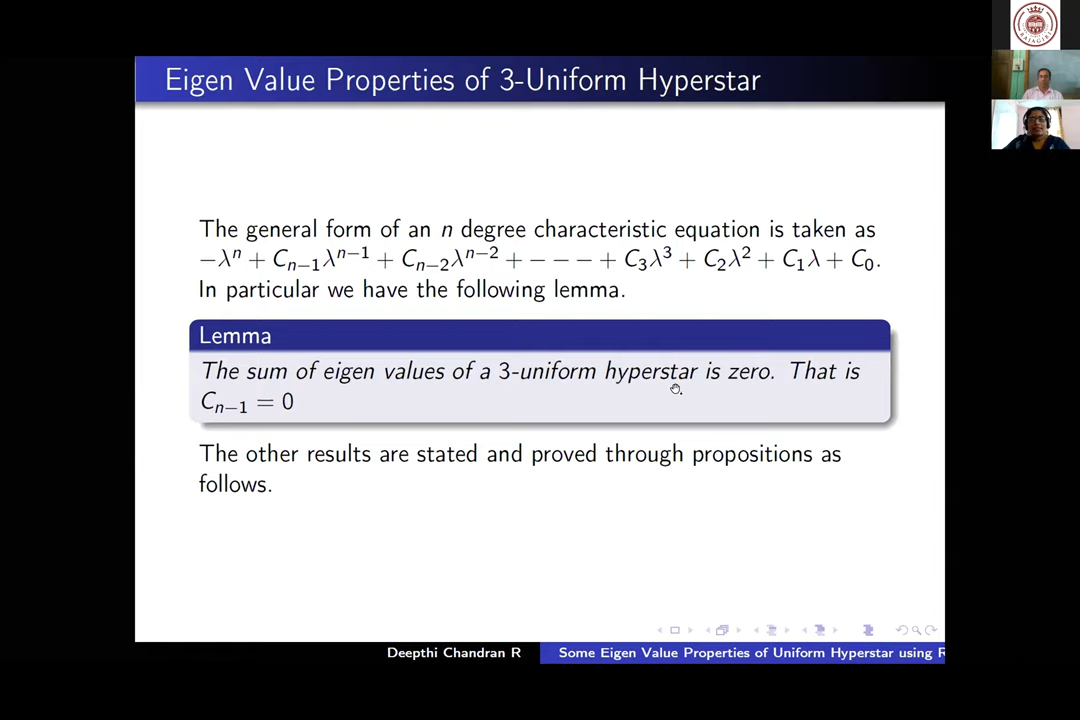 Eigen Value Properties of 3-Uniform Hyperstar
The general form of an n degree characteristic equation is taken as
−λⁿ + Cₙ₋₁λⁿ⁻¹ + Cₙ₋₂λⁿ⁻² + − − − + C₃λ³ + C₂λ² + C₁λ + C₀.
In particular we have the following lemma.
Lemma
The sum of eigen values of a 3-uniform hyperstar is zero. That is
Cₙ₋₁ = 0
The other results are stated and proved through propositions as
follows.
Deepthi Chandran R
Some Eigen Value Properties of Uniform Hyperstar using R
RAJAGIRI